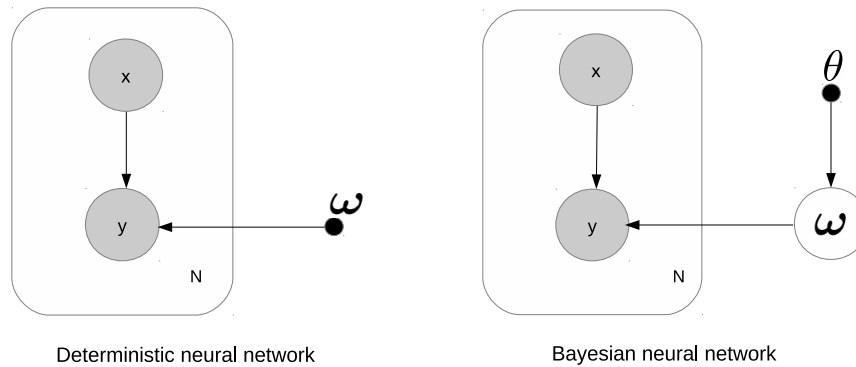 x
y
ω
N
Deterministic neural network
x
θ
y
ω
N
Bayesian neural network